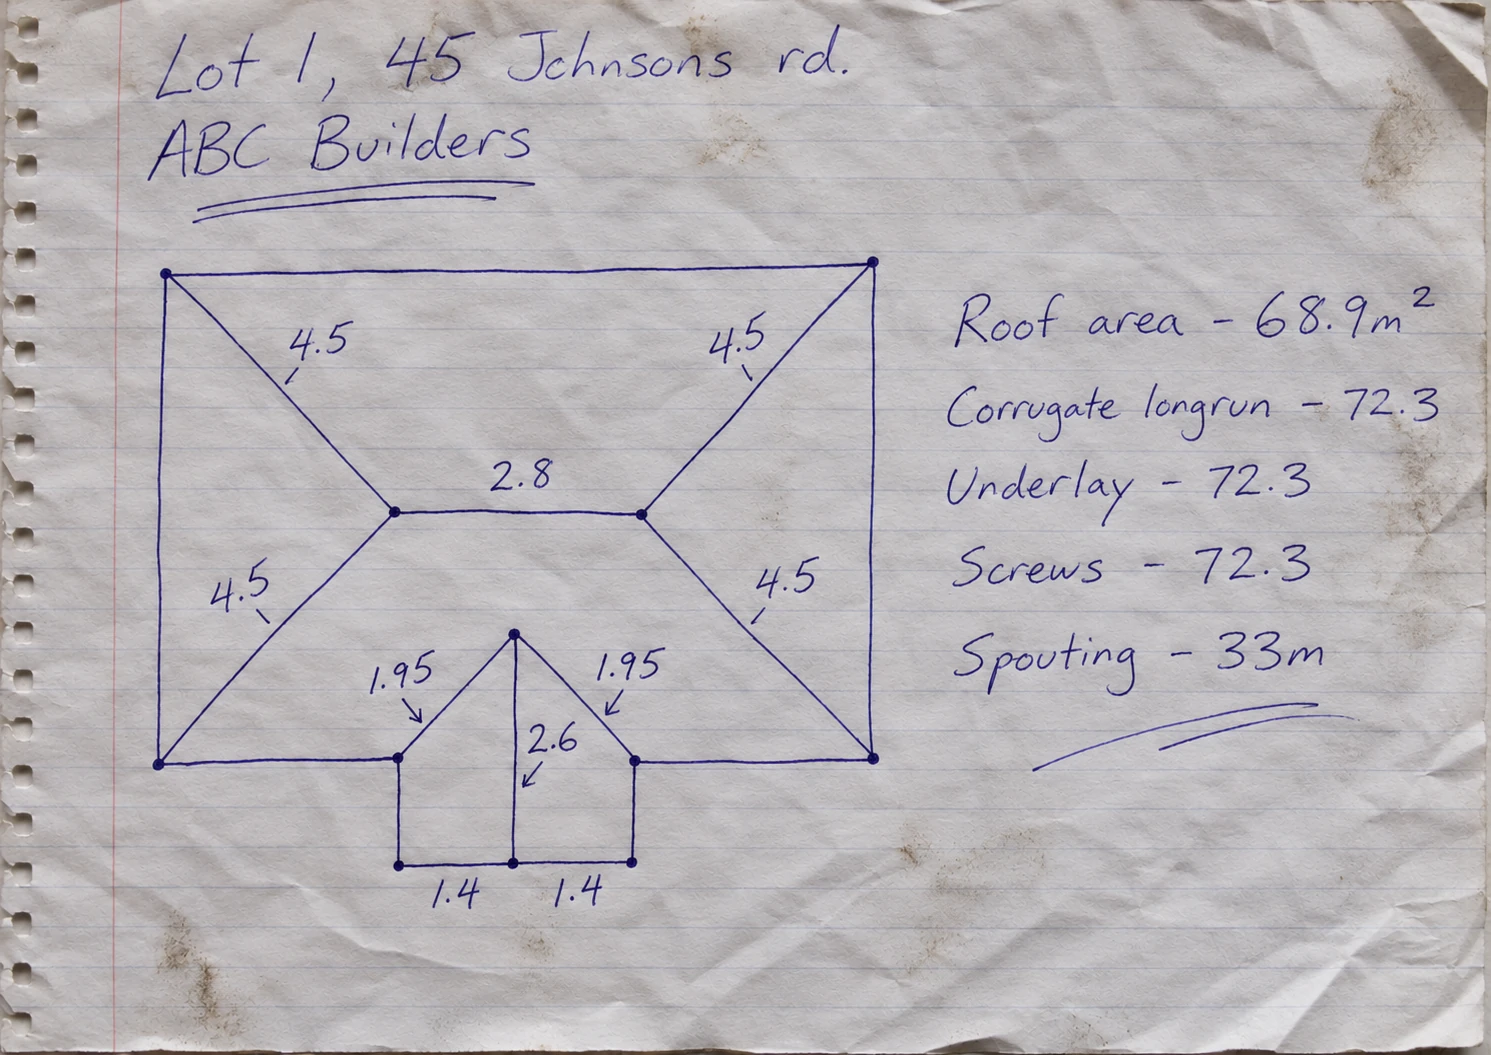 Lot 1, 45 Johnsons rd.
ABC Builders
4.5
4.5
2.8
4.5
4.5
1.95
1.95
2.6
1.4
1.4
Roof area - 68.9m²
Corrugate longrun - 72.3
Underlay - 72.3
Screws - 72.3
Spouting - 33m